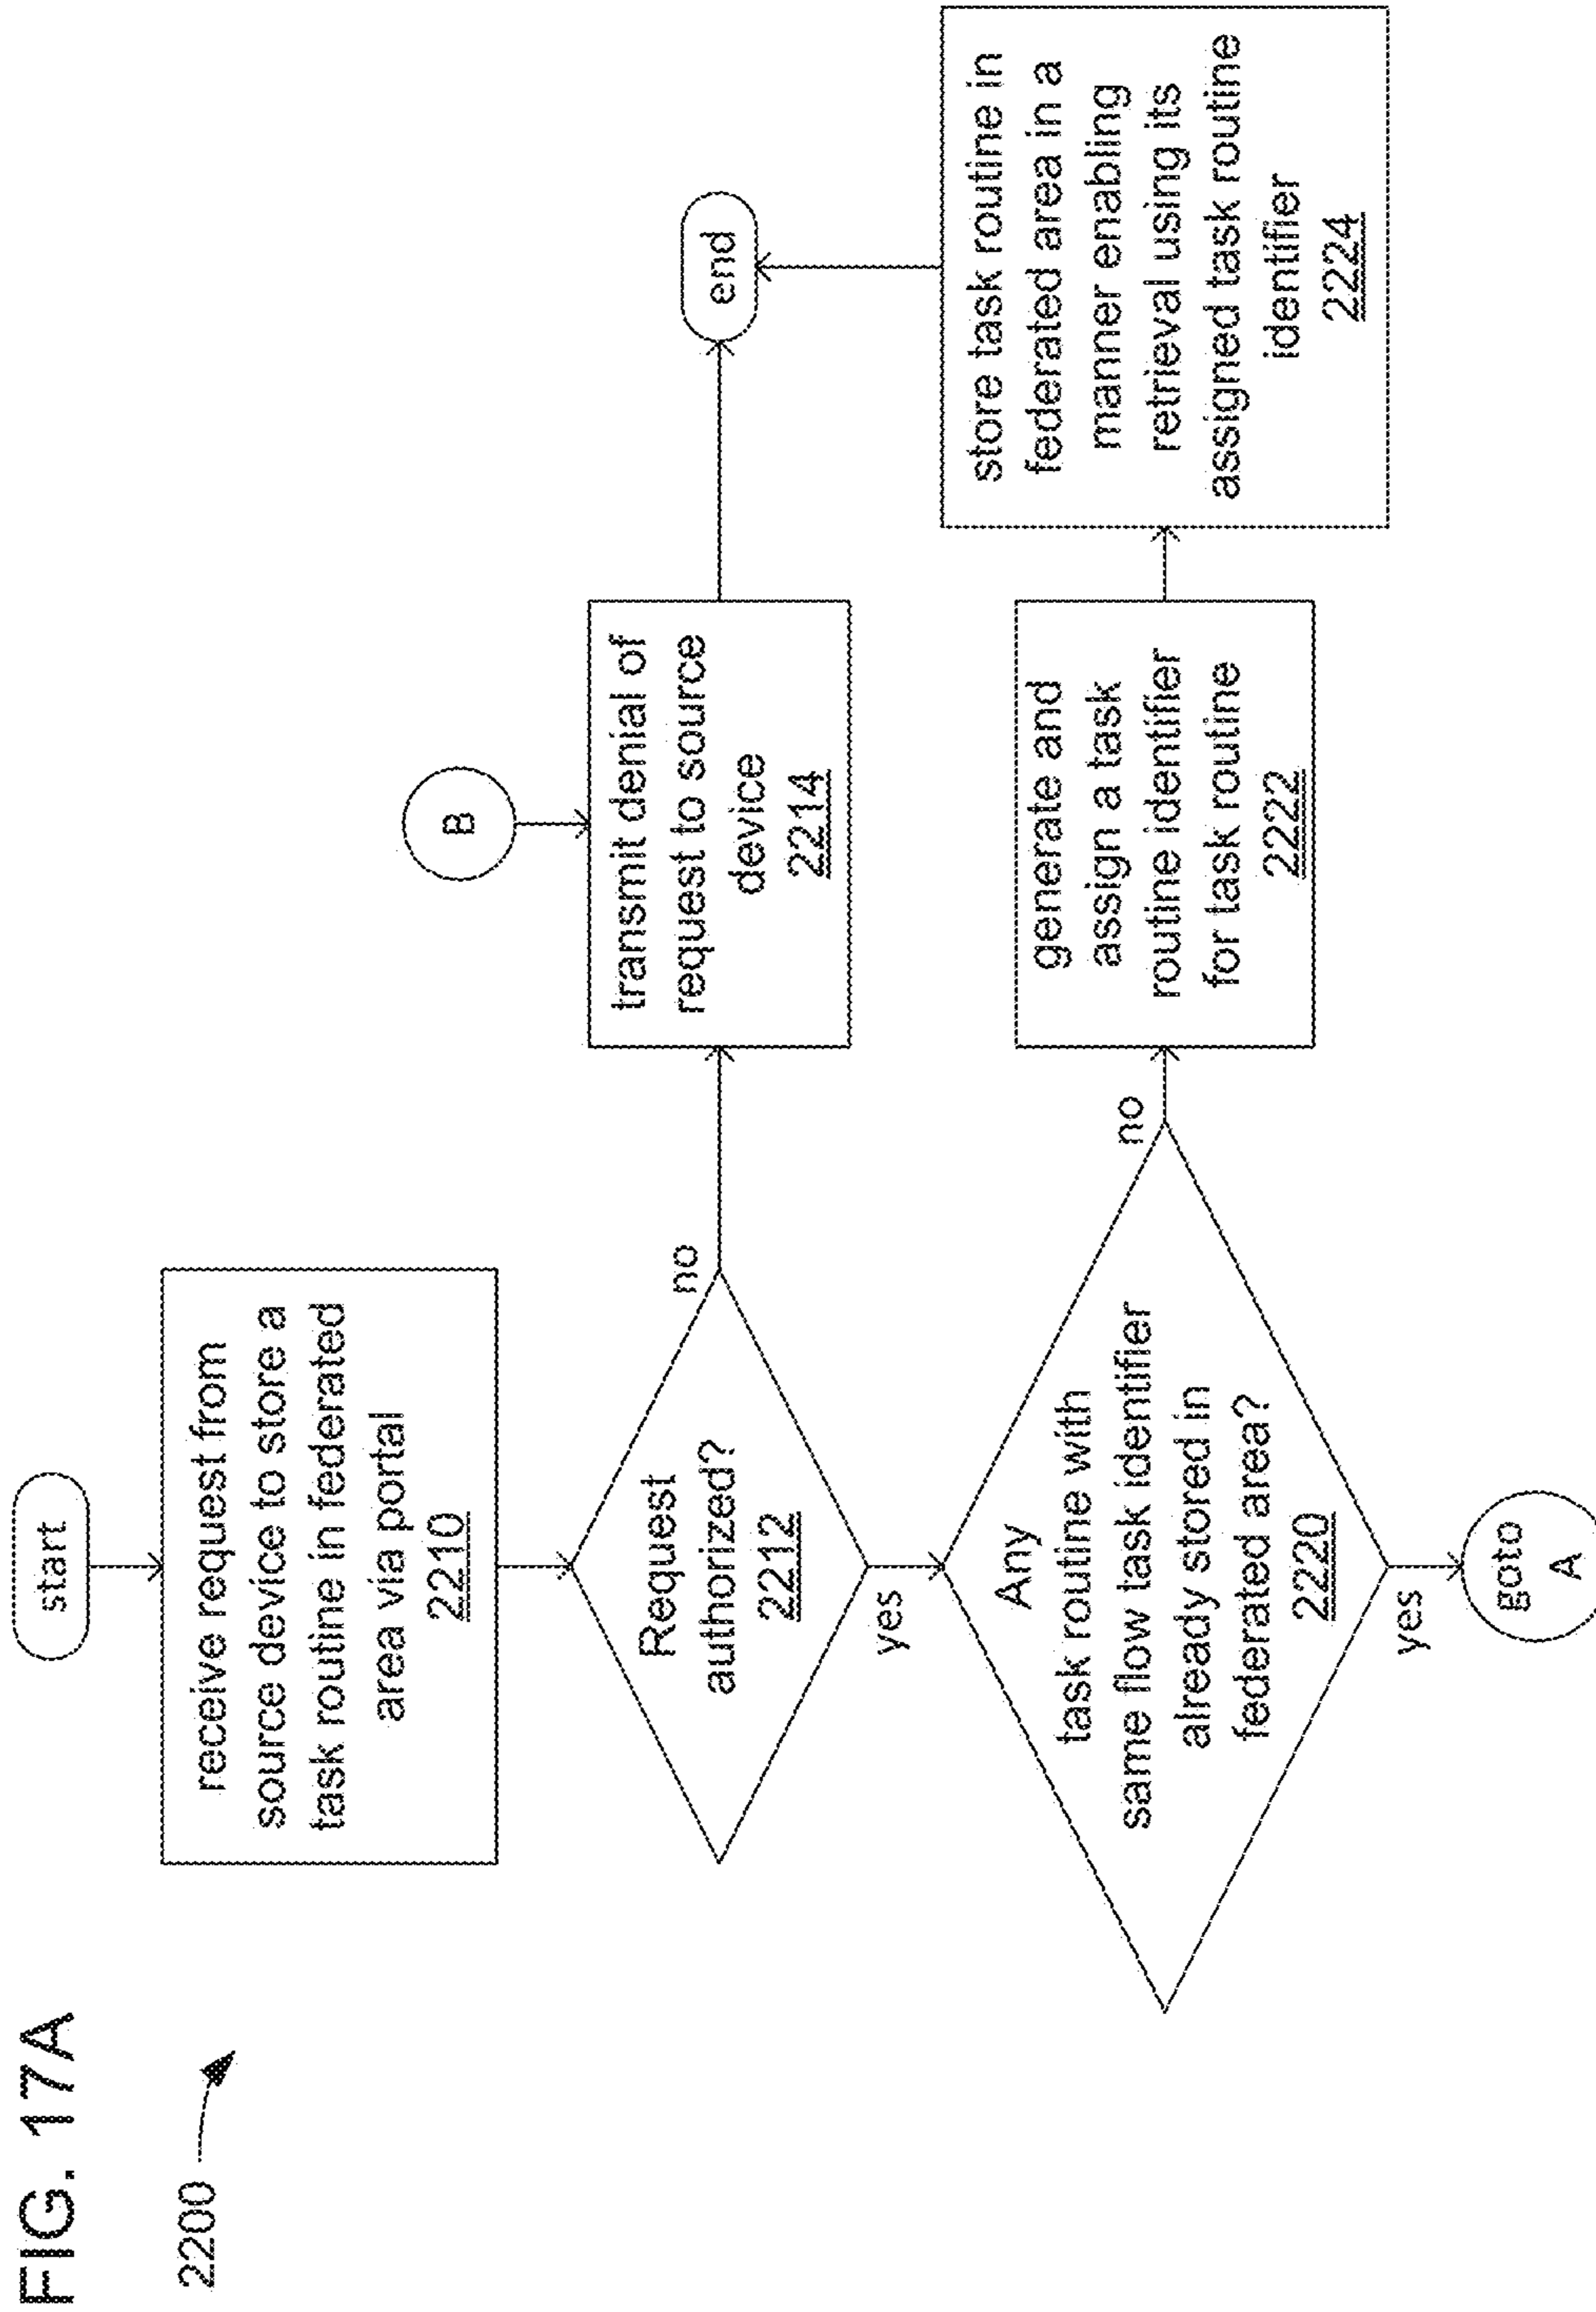 FIG. 17A
2200
start
receive request from
source device to store a
task routine in federated
area via portal
2210
Request
authorized?
2212
no
yes
B
transmit denial of
request to source
device
2214
end
Any
task routine with
same flow task identifier
already stored in
federated area?
2220
no
yes
generate and
assign a task
routine identifier
for task routine
2222
store task routine in
federated area in a
manner enabling
retrieval using its
assigned task routine
identifier
2224
goto
A